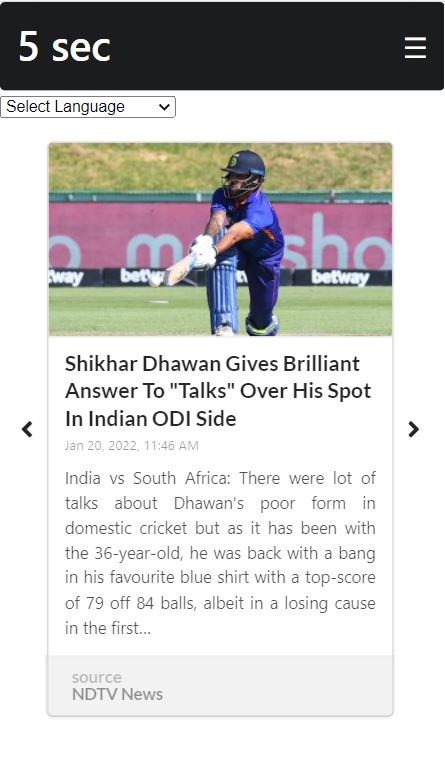 5 sec
Select Language
betway
betway
betway
Shikhar Dhawan Gives Brilliant
Answer To "Talks" Over His Spot
In Indian ODI Side
Jan 20, 2022, 11:46 AM
India vs South Africa: There were lot of
talks about Dhawan's poor form in
domestic cricket but as it has been with
the 36-year-old, he was back with a bang
in his favourite blue shirt with a top-score
of 79 off 84 balls, albeit in a losing cause
in the first...
source
NDTV News